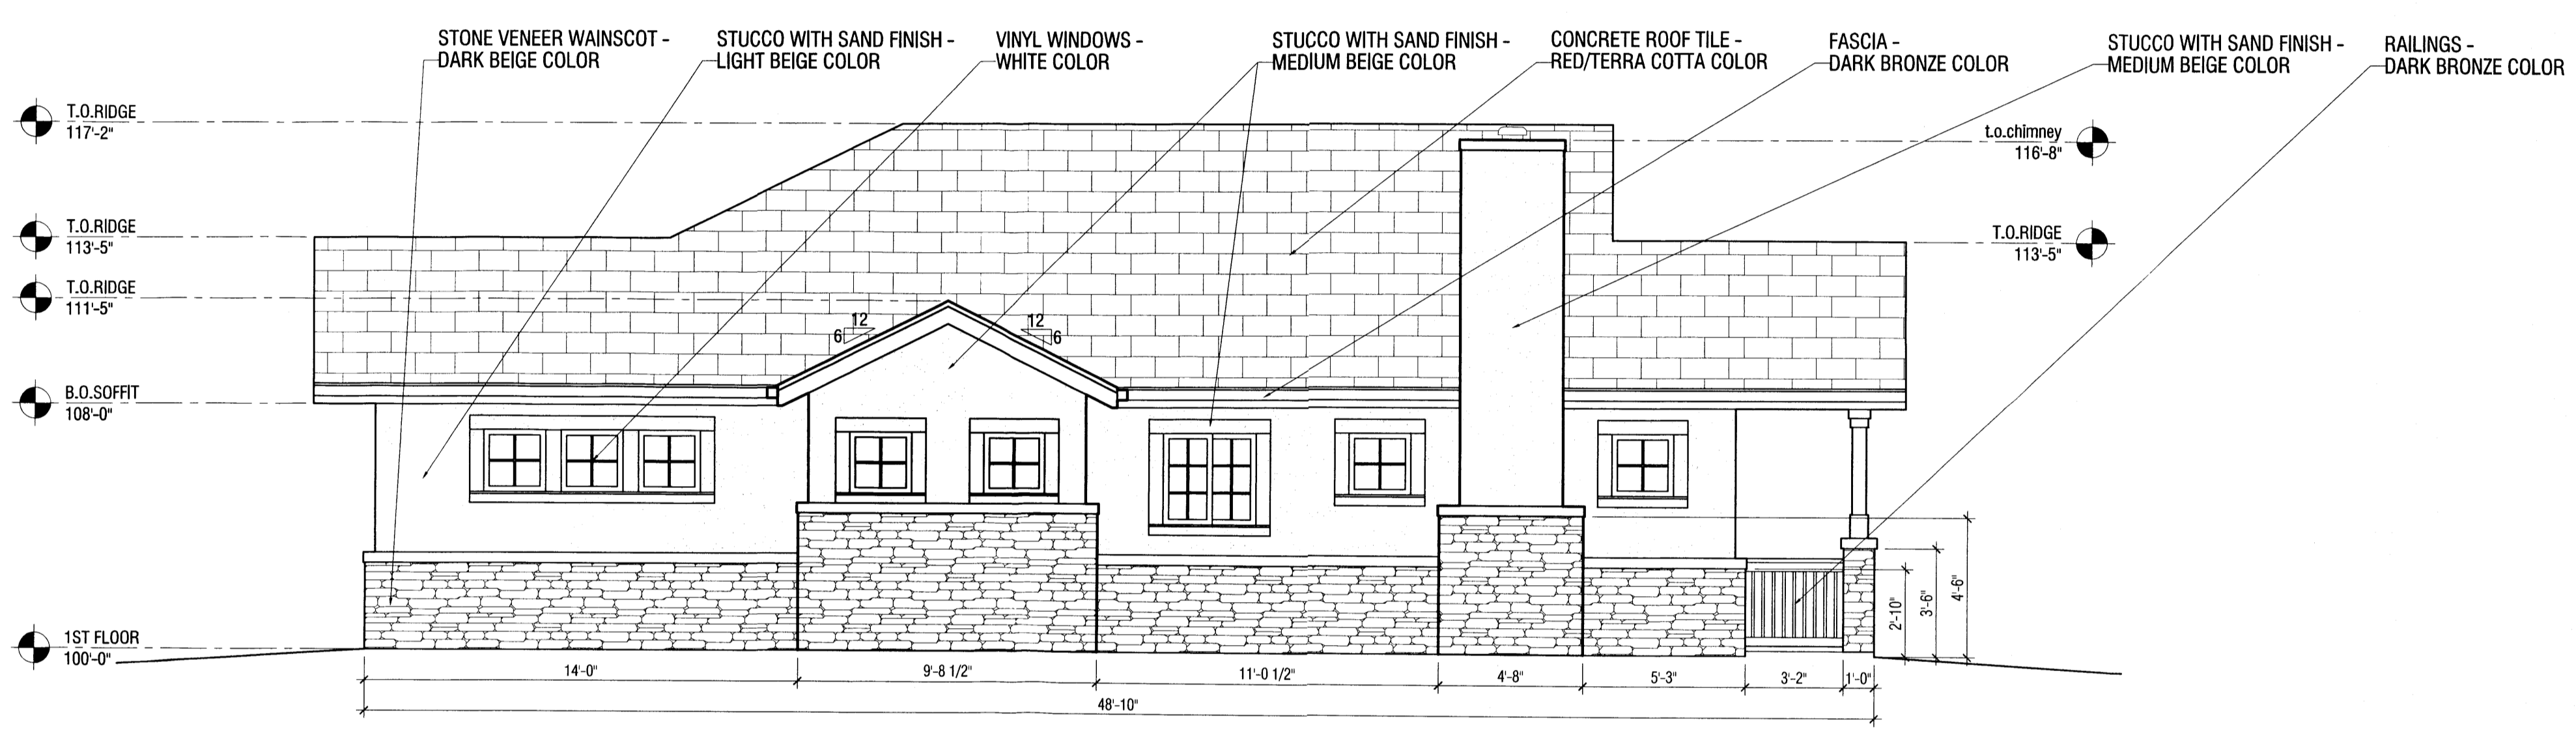 STONE VENEER WAINSCOT -
DARK BEIGE COLOR
STUCCO WITH SAND FINISH -
LIGHT BEIGE COLOR
VINYL WINDOWS -
WHITE COLOR
STUCCO WITH SAND FINISH -
MEDIUM BEIGE COLOR
CONCRETE ROOF TILE -
RED/TERRA COTTA COLOR
FASCIA -
DARK BRONZE COLOR
STUCCO WITH SAND FINISH -
MEDIUM BEIGE COLOR
RAILINGS -
DARK BRONZE COLOR
T.O.RIDGE
117'-2"
t.o.chimney
116'-8"
T.O.RIDGE
113'-5"
T.O.RIDGE
113'-5"
T.O.RIDGE
111'-5"
12
6
12
6
B.O.SOFFIT
108'-0"
2'-10"
3'-6"
4'-6"
1ST FLOOR
100'-0"
14'-0"
9'-8 1/2"
11'-0 1/2"
4'-8"
5'-3"
3'-2"
1'-0"
48'-10"